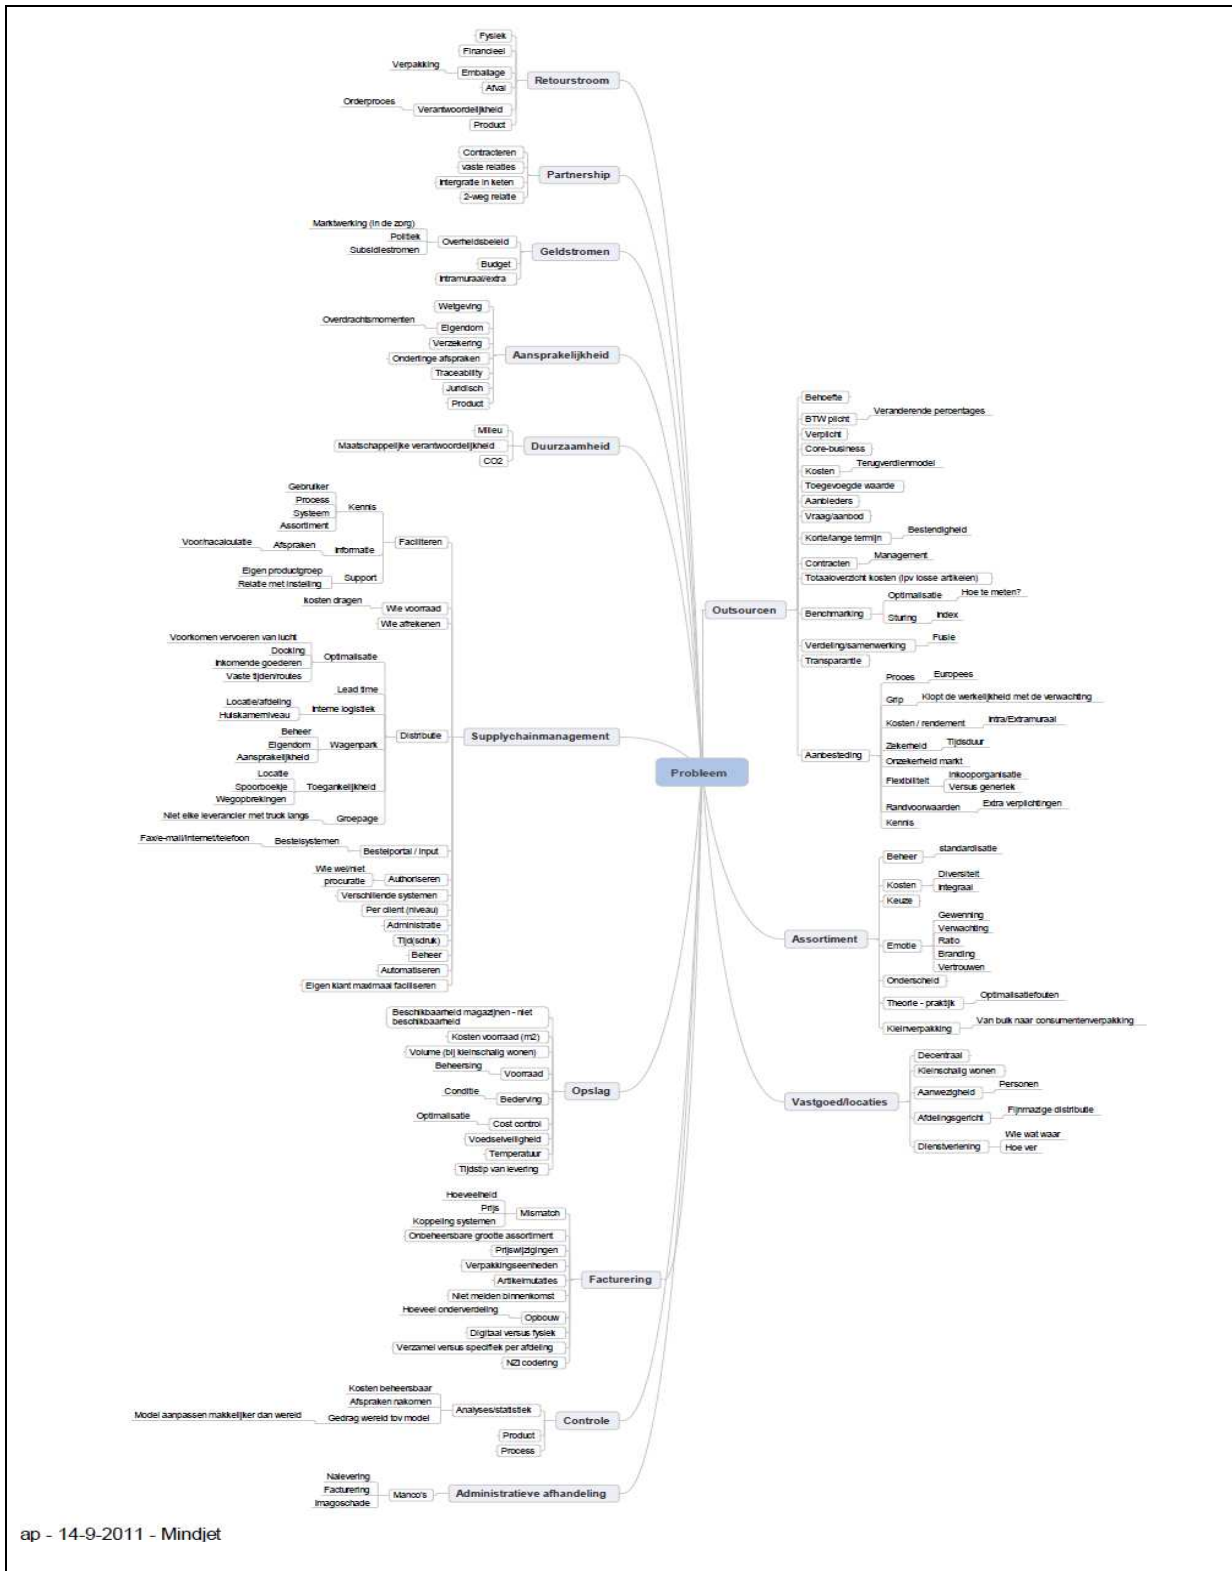 Fysiek
Financieel
Verpakking
Emballage
Afval
Retourstroom
Orderproces
Verantwoordelijkheid
Product
Contracteren
vaste relaties
Intergratie in keten
2-weg relatie
Partnership
Marktwerking (in de zorg)
Politiek
Subsidiestromen
Overheidsbeleid
Budget
Intramuraal/extra
Geldstromen
Wetgeving
Overdrachtsmomenten
Eigendom
Verzekering
Onderlinge afspraken
Traceability
Juridisch
Product
Aansprakelijkheid
Milieu
Maatschappelijke verantwoordelijkheid
CO2
Duurzaamheid
Gebruiker
Process
Systeem
Assortiment
Kennis
Voor/nacalculatie
Afspraken
Informatie
Eigen productgroep
Relatie met instelling
Support
Faciliteren
kosten dragen
Wie voorraad
Wie afrekenen
Voorkomen vervoeren van lucht
Docking
Inkomende goederen
Vaste tijden/routes
Optimalisatie
Lead time
Locatie/afdeling
Huiskamerniveau
Interne logistiek
Beheer
Eigendom
Aansprakelijkheid
Wagenpark
Locatie
Spoorboekje
Wegopbrekingen
Toegankelijkheid
Niet elke leverancier met truck langs
Groepage
Distributie
Fax/e-mail/internet/telefoon
Bestelsystemen
Bestelportal / input
Wie wel/niet
procuratie
Authoriseren
Verschillende systemen
Per client (niveau)
Administratie
Tijd(sdruk)
Beheer
Automatiseren
Eigen klant maximaal faciliseren
Supplychainmanagement
Beschikbaarheid magazijnen - niet
beschikbaarheid
Kosten voorraad (m2)
Volume (bij kleinschalig wonen)
Beheersing
Voorraad
Conditie
Bederving
Optimalisatie
Cost control
Voedselveiligheid
Temperatuur
Tijdstip van levering
Opslag
Hoeveelheid
Prijs
Koppeling systemen
Mismatch
Onbeheersbare grootte assortiment
Prijswijzigingen
Verpakkingseenheden
Artikelmutaties
Niet melden binnenkomst
Hoeveel onderverdeling
Opbouw
Digitaal versus fysiek
Verzamel versus specifiek per afdeling
NZI codering
Facturering
Kosten beheersbaar
Afspraken nakomen
Model aanpassen makkelijker dan wereld
Gedrag wereld tov model
Analyses/statistiek
Product
Process
Controle
Nalevering
Facturering
Imagoschade
Manco's
Administratieve afhandeling
Probleem
Outsourcen
Behoefte
BTW plicht
Veranderende percentages
Verplicht
Core-business
Kosten
Terugverdienmodel
Toegevoegde waarde
Aanbieders
Vraag/aanbod
Korte/lange termijn
Bestendigheid
Contracten
Management
Totaaloverzicht kosten (ipv losse artikelen)
Benchmarking
Optimalisatie
Hoe te meten?
Sturing
Index
Verdeling/samenwerking
Fusie
Transparantie
Aanbesteding
Proces
Europees
Grip
Klopt de werkelijkheid met de verwachting
Kosten / rendement
Intra/Extramuraal
Zekerheid
Tijdsduur
Onzekerheid markt
Flexibiliteit
Inkooporganisatie
Versus generiek
Randvoorwaarden
Extra verplichtingen
Kennis
Assortiment
Beheer
standardisatie
Kosten
Diversiteit
Integraal
Keuze
Emotie
Gewenning
Verwachting
Ratio
Branding
Vertrouwen
Onderscheid
Theorie - praktijk
Optimalisatiefouten
Kleinverpakking
Van bulk naar consumentenverpakking
Vastgoed/locaties
Decentraal
Kleinschalig wonen
Aanwezigheid
Personen
Afdelingsgericht
Fijnmazige distributie
Dienstverlening
Wie wat waar
Hoe ver
ap - 14-9-2011 - Mindjet